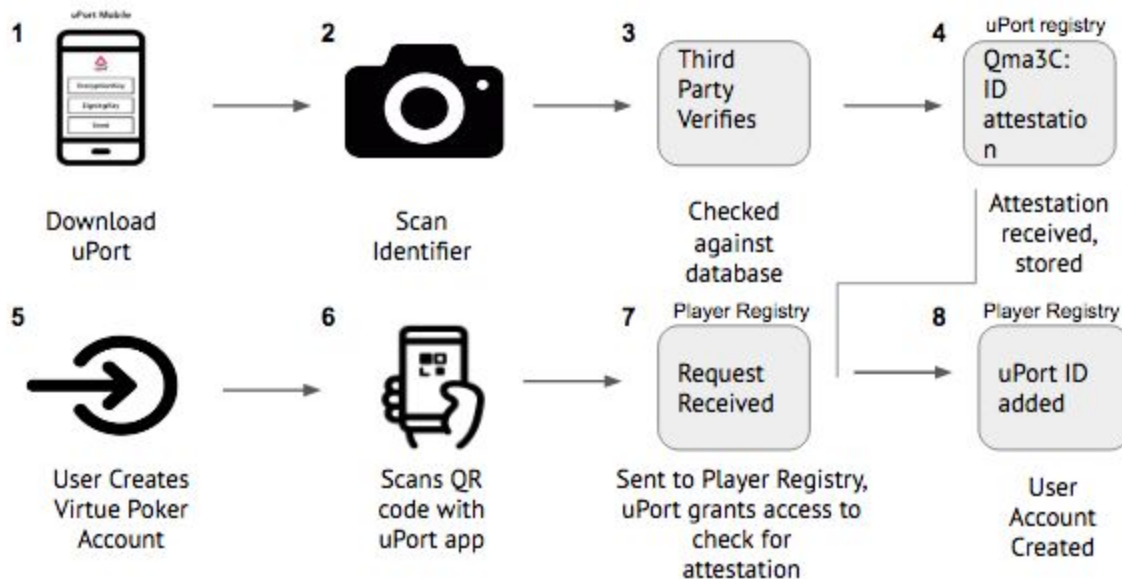 uPort Mobile
1
2
3
4
uPort registry
Third
Party
Verifies
Qma3C:
ID
attestatio
n
Download
uPort
Scan
Identifier
Checked
against
database
Attestation
received,
stored
5
6
7
Player Registry
8
Player Registry
Request
Received
uPort ID
added
User Creates
Virtue Poker
Account
Scans QR
code with
uPort app
Sent to Player Registry,
uPort grants access to
check for
attestation
User
Account
Created